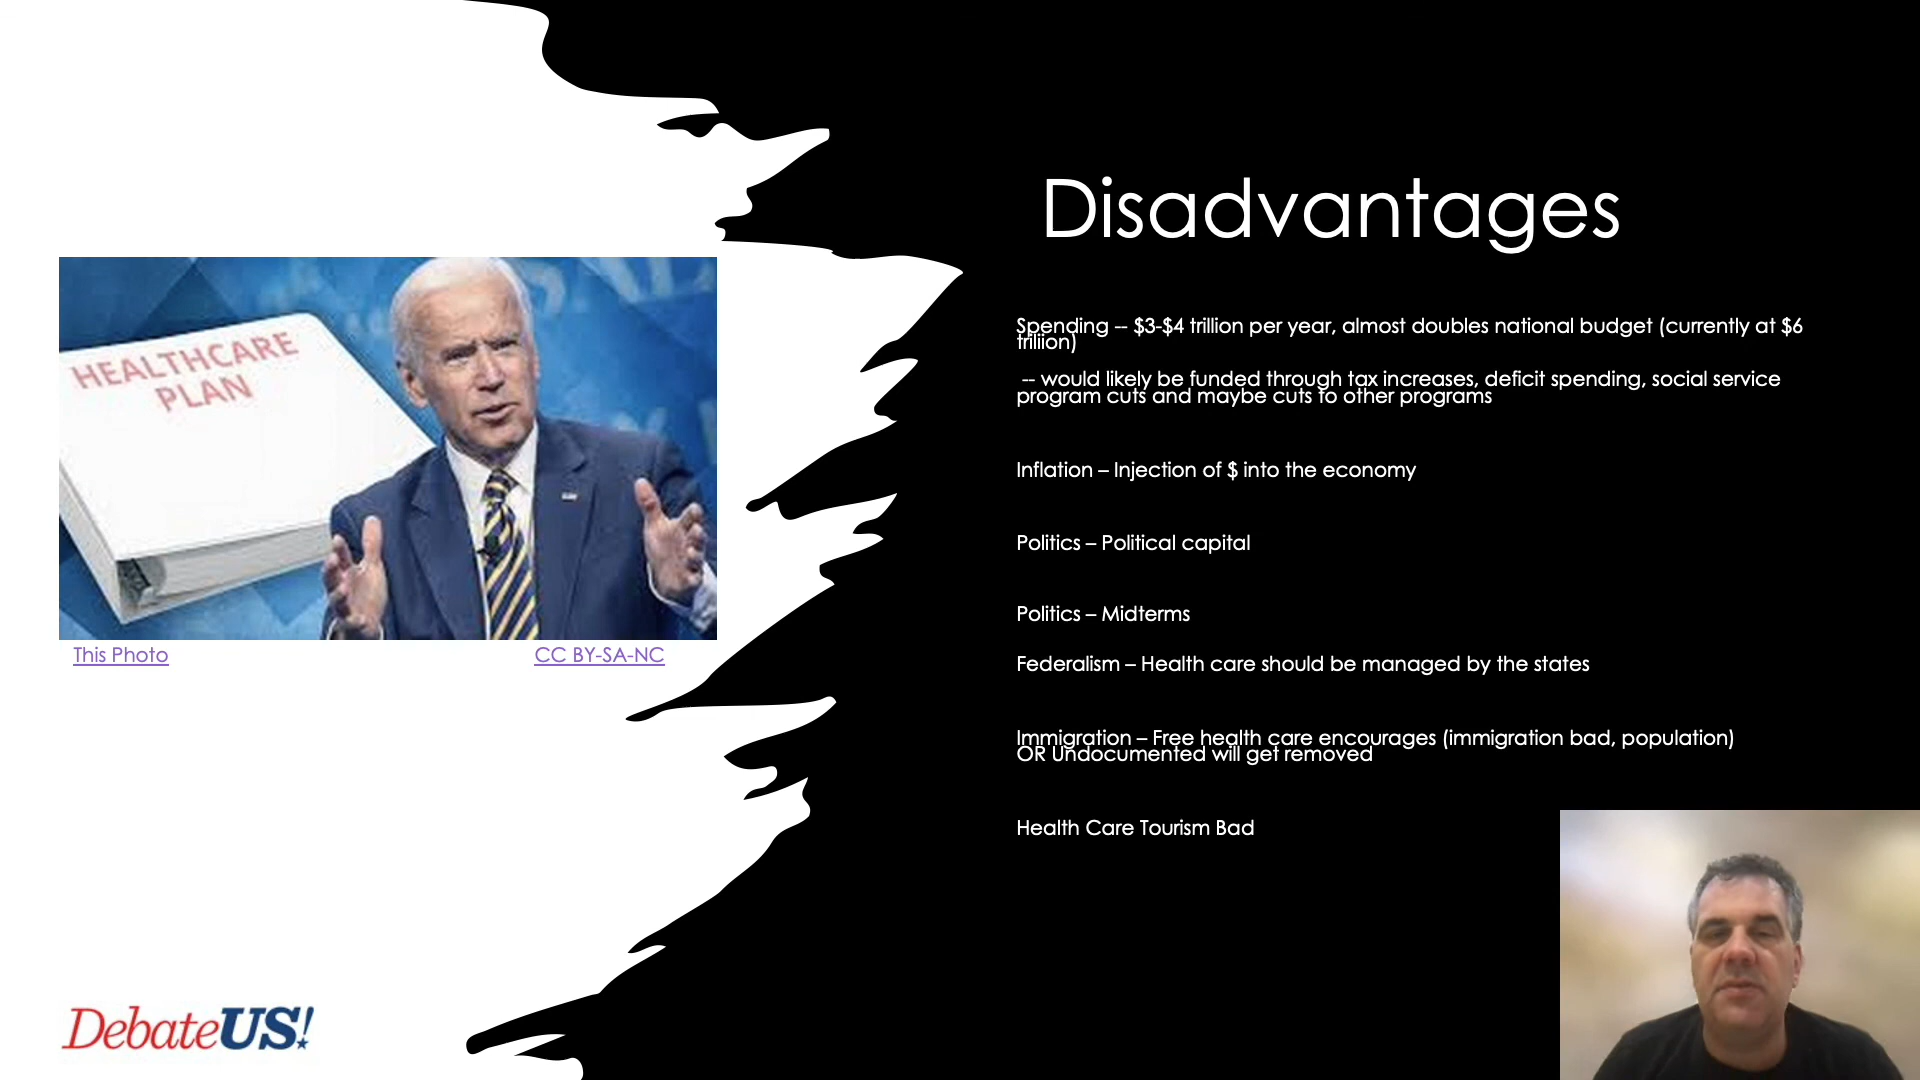 HEALTHCARE
PLAN
This Photo
CC BY-SA-NC
DebateUS!
Disadvantages
Spending -- $3-$4 trillion per year, almost doubles national budget (currently at $6
triliion)
-- would likely be funded through tax increases, deficit spending, social service
program cuts and maybe cuts to other programs
Inflation – Injection of $ into the economy
Politics – Political capital
Politics – Midterms
Federalism – Health care should be managed by the states
Immigration – Free health care encourages (immigration bad, population)
OR Undocumented will get removed
Health Care Tourism Bad